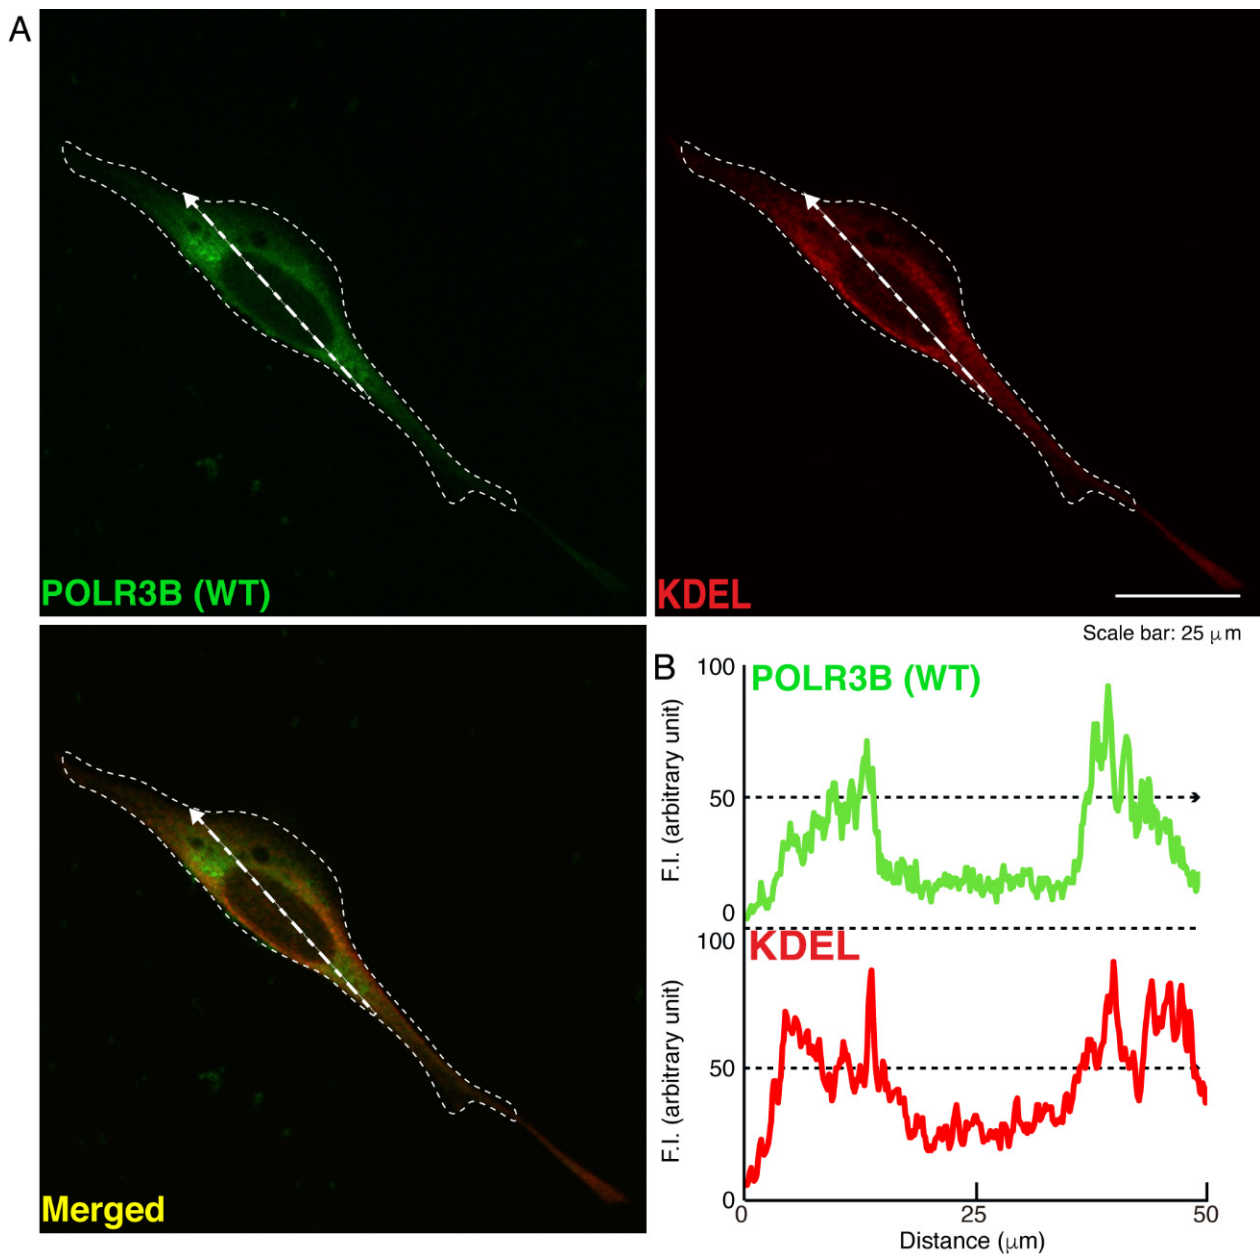 A
POLR3B (WT)
KDEL
Scale bar: 25 μm
Merged
B
POLR3B (WT)
100
50
0
F.I. (arbitrary unit)
KDEL
100
50
0
F.I. (arbitrary unit)
0 25 50
Distance (μm)